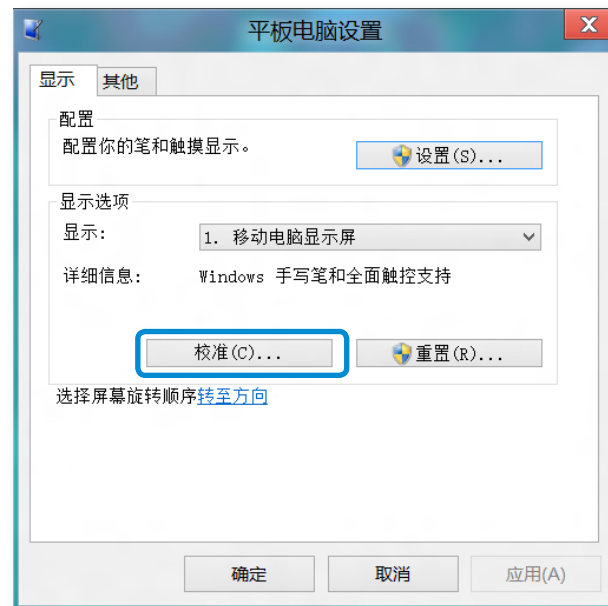 平板电脑设置
显示 其他
配置
配置你的笔和触摸显示。
设置(S)...
显示选项
显示: 1. 移动电脑显示屏
详细信息: Windows 手写笔和全面触控支持
校准(C)... 重置(R)...
选择屏幕旋转顺序转至方向
确定 取消 应用(A)